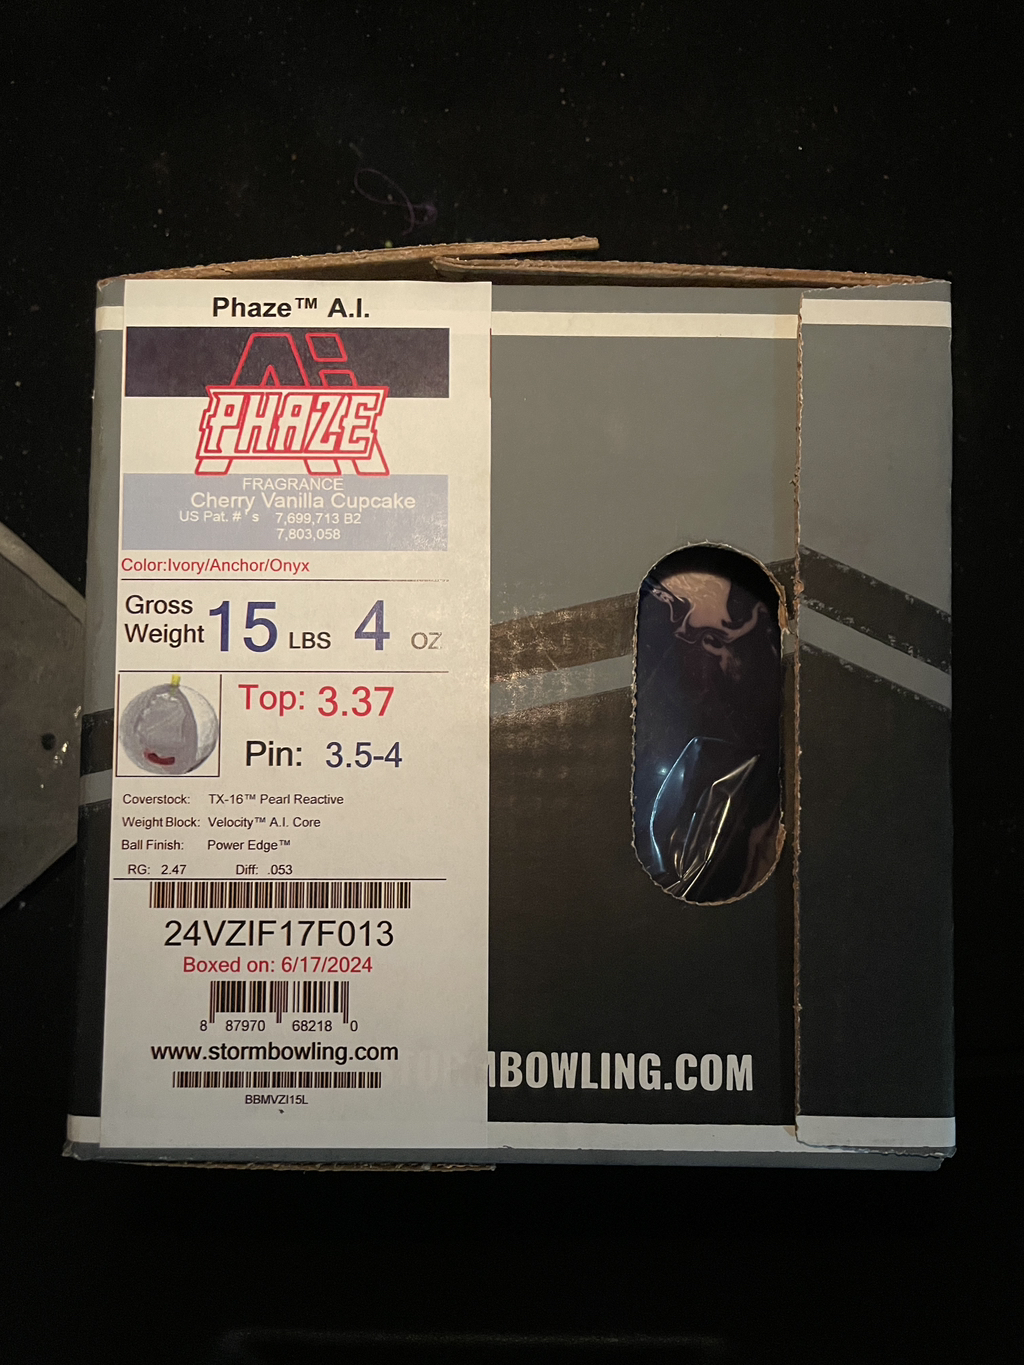 Phaze™ A.I.
Ai
PHAZE
FRAGRANCE
Cherry Vanilla Cupcake
US Pat. #'s 7,699,713 B2
7,803,058
Color:Ivory/Anchor/Onyx
Gross
Weight 15 LBS 4 OZ
Top: 3.37
Pin: 3.5-4
Coverstock: TX-16™ Pearl Reactive
Weight Block: Velocity™ A.I. Core
Ball Finish: Power Edge™
RG: 2.47 Diff: .053
24VZIF17F013
Boxed on: 6/17/2024
8 87970 68218 0
www.stormbowling.com
BBMVZI15L
MBOWLING.COM